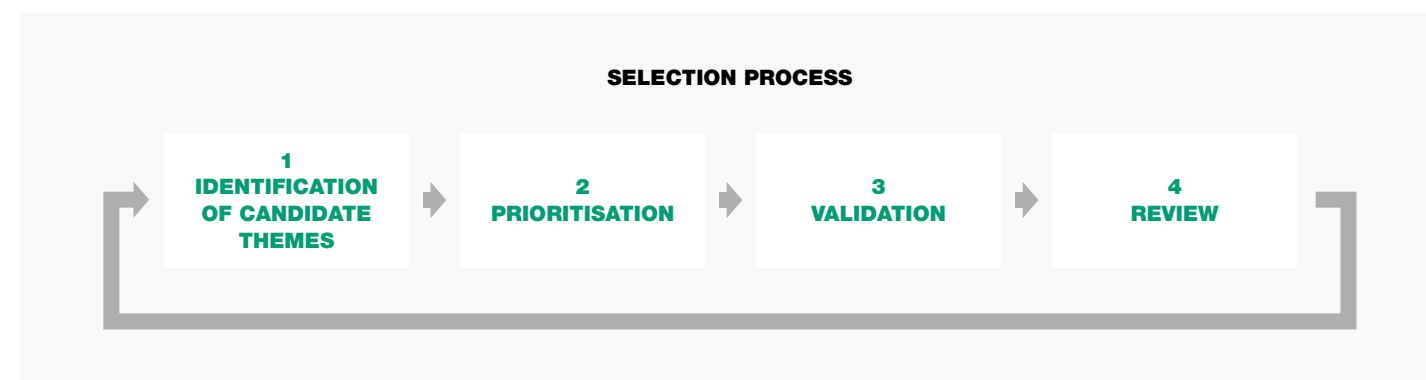 SELECTION PROCESS
1
IDENTIFICATION
OF CANDIDATE
THEMES
2
PRIORITISATION
3
VALIDATION
4
REVIEW